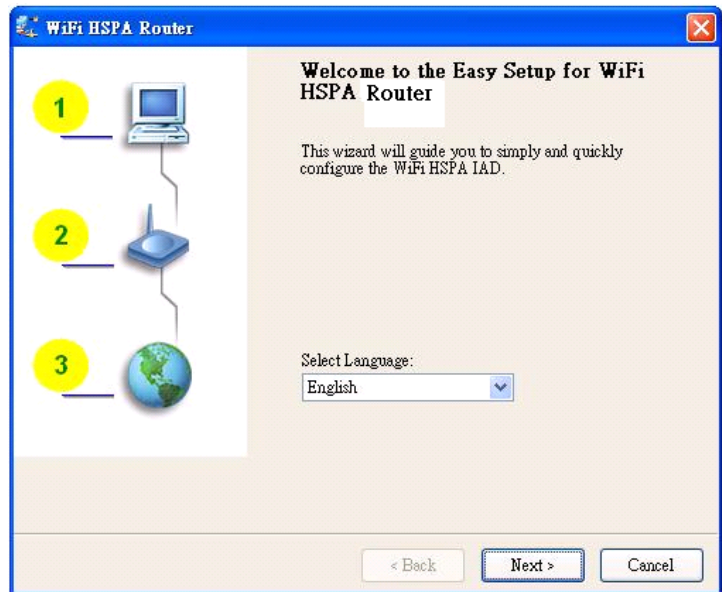 WiFi HSPA Router
1
2
3
Welcome to the Easy Setup for WiFi
HSPA Router
This wizard will guide you to simply and quickly
configure the WiFi HSPA IAD.
Select Language:
English
< Back
Next >
Cancel